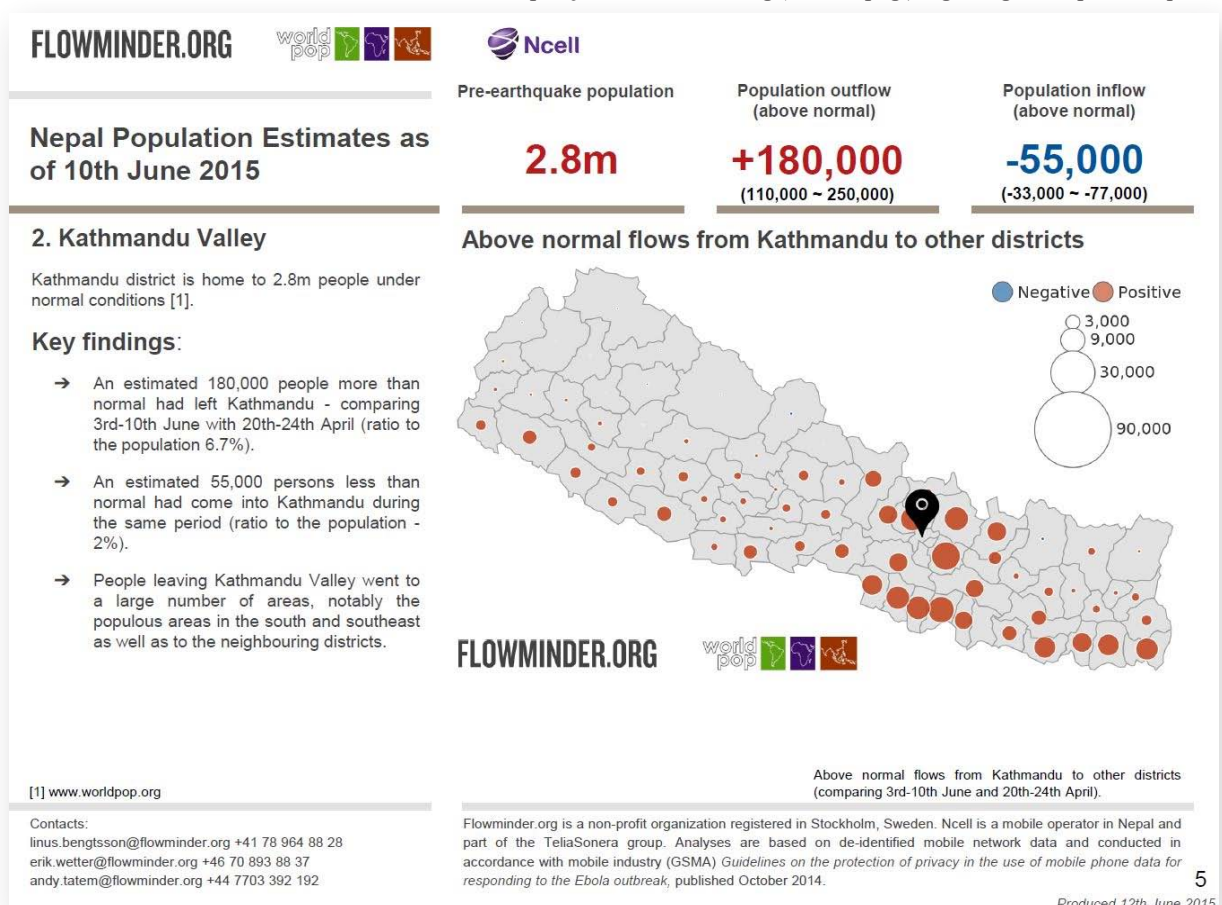 FLOWMINDER.ORG
world
pop
Ncell
Pre-earthquake population
Population outflow
(above normal)
Population inflow
(above normal)
Nepal Population Estimates as
of 10th June 2015
2.8m
+180,000
(110,000 ~ 250,000)
-55,000
(-33,000 ~ -77,000)
2. Kathmandu Valley
Kathmandu district is home to 2.8m people under
normal conditions [1].
Key findings:
→ An estimated 180,000 people more than
normal had left Kathmandu - comparing
3rd-10th June with 20th-24th April (ratio to
the population 6.7%).
→ An estimated 55,000 persons less than
normal had come into Kathmandu during
the same period (ratio to the population -
2%).
→ People leaving Kathmandu Valley went to
a large number of areas, notably the
populous areas in the south and southeast
as well as to the neighbouring districts.
Above normal flows from Kathmandu to other districts
Negative Positive
3,000
9,000
30,000
90,000
FLOWMINDER.ORG
world
pop
Above normal flows from Kathmandu to other districts
(comparing 3rd-10th June and 20th-24th April).
[1] www.worldpop.org
Contacts:
linus.bengtsson@flowminder.org +41 78 964 88 28
erik.wetter@flowminder.org +46 70 893 88 37
andy.tatem@flowminder.org +44 7703 392 192
Flowminder.org is a non-profit organization registered in Stockholm, Sweden. Ncell is a mobile operator in Nepal and
part of the TeliaSonera group. Analyses are based on de-identified mobile network data and conducted in
accordance with mobile industry (GSMA) Guidelines on the protection of privacy in the use of mobile phone data for
responding to the Ebola outbreak, published October 2014.
5
Produced 12th June 2015